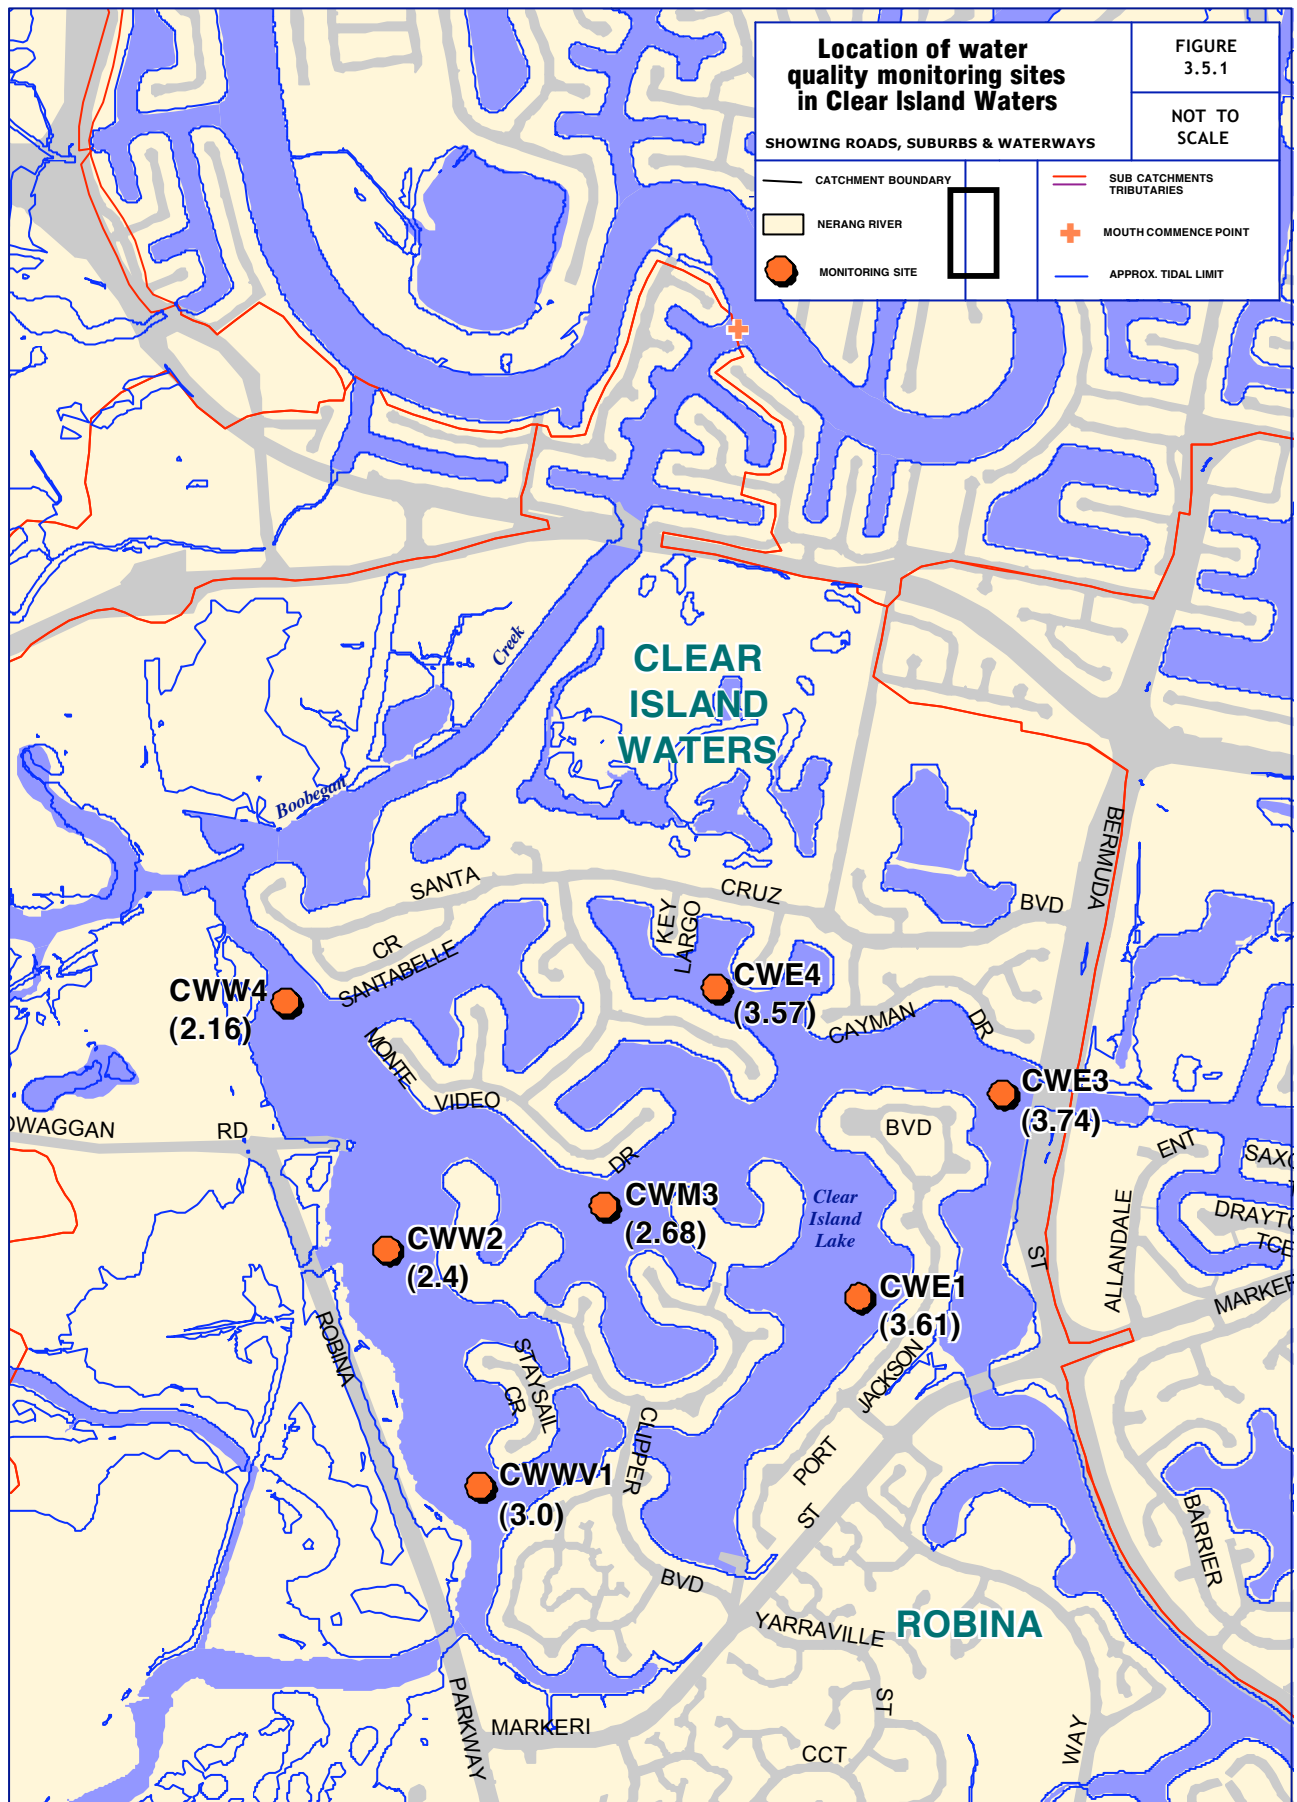 Location of water
quality monitoring sites
in Clear Island Waters
SHOWING ROADS, SUBURBS & WATERWAYS
FIGURE
3.5.1
NOT TO
SCALE
CATCHMENT BOUNDARY
NERANG RIVER
MONITORING SITE
SUB CATCHMENTS
TRIBUTARIES
MOUTH COMMENCE POINT
APPROX. TIDAL LIMIT
Creek
CLEAR
ISLAND
WATERS
Boobegan
BERMUDA
SANTA
CRUZ
BVD
KEY
LARGO
CR
SANTABELLE
CWW4
(2.16)
CWE4
(3.57)
CAYMAN
DR
MONTE
VIDEO
DR
CWE3
(3.74)
OWAGGAN
RD
BVD
ENT
SAXO
ALLANDALE
DRAYTO
TCE
MARKER
CWM3
(2.68)
Clear
Island
Lake
CWW2
(2.4)
ST
CWE1
(3.61)
ROBINA
STAYSAIL
CR
JACKSON
CLIPPER
PORT
ST
CWWV1
(3.0)
BARRIER
BVD
YARRAVILLE
ROBINA
ST
PARKWAY
MARKERI
CCT
WAY